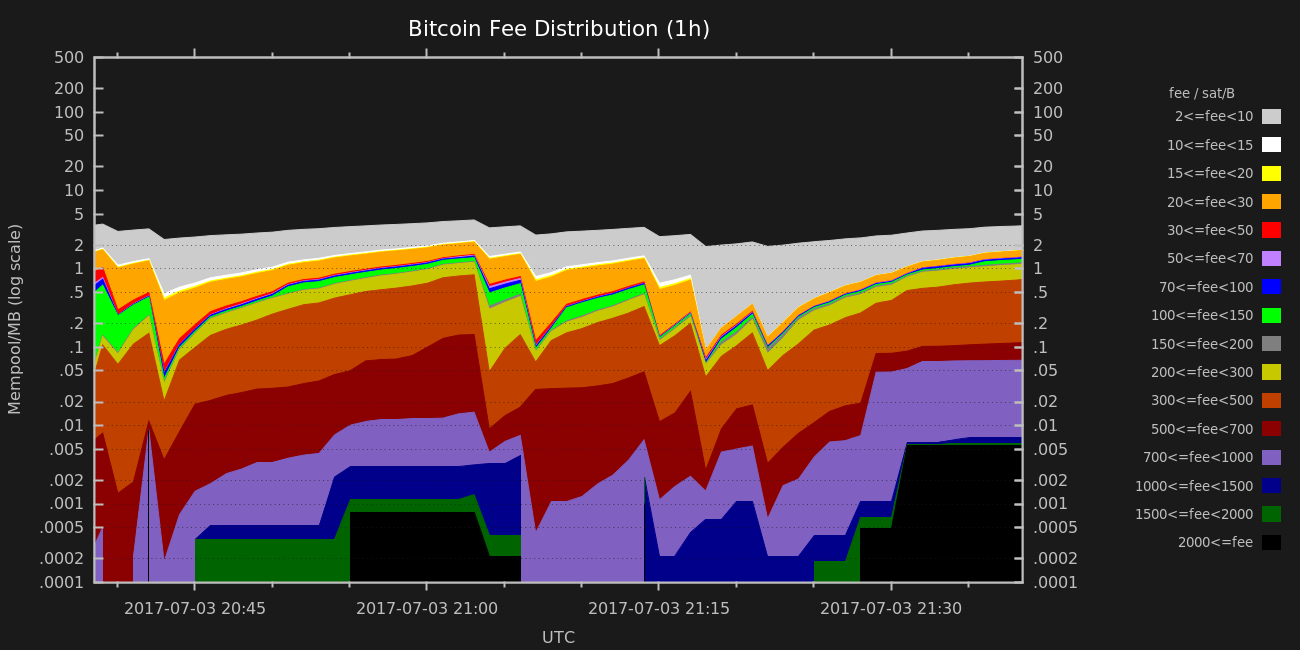 Bitcoin Fee Distribution (1h)
500 500
200 200
100 100
50 50
20 20
10 10
5 5
2 2
1 1
.5 .5
.2 .2
.1 .1
.05 .05
.02 .02
.01 .01
.005 .005
.002 .002
.001 .001
.0005 .0005
.0002 .0002
.0001 .0001
Mempool/MB (log scale)
2017-07-03 20:45 2017-07-03 21:00 2017-07-03 21:15 2017-07-03 21:30
UTC
fee / sat/B
2<=fee<10
10<=fee<15
15<=fee<20
20<=fee<30
30<=fee<50
50<=fee<70
70<=fee<100
100<=fee<150
150<=fee<200
200<=fee<300
300<=fee<500
500<=fee<700
700<=fee<1000
1000<=fee<1500
1500<=fee<2000
2000<=fee